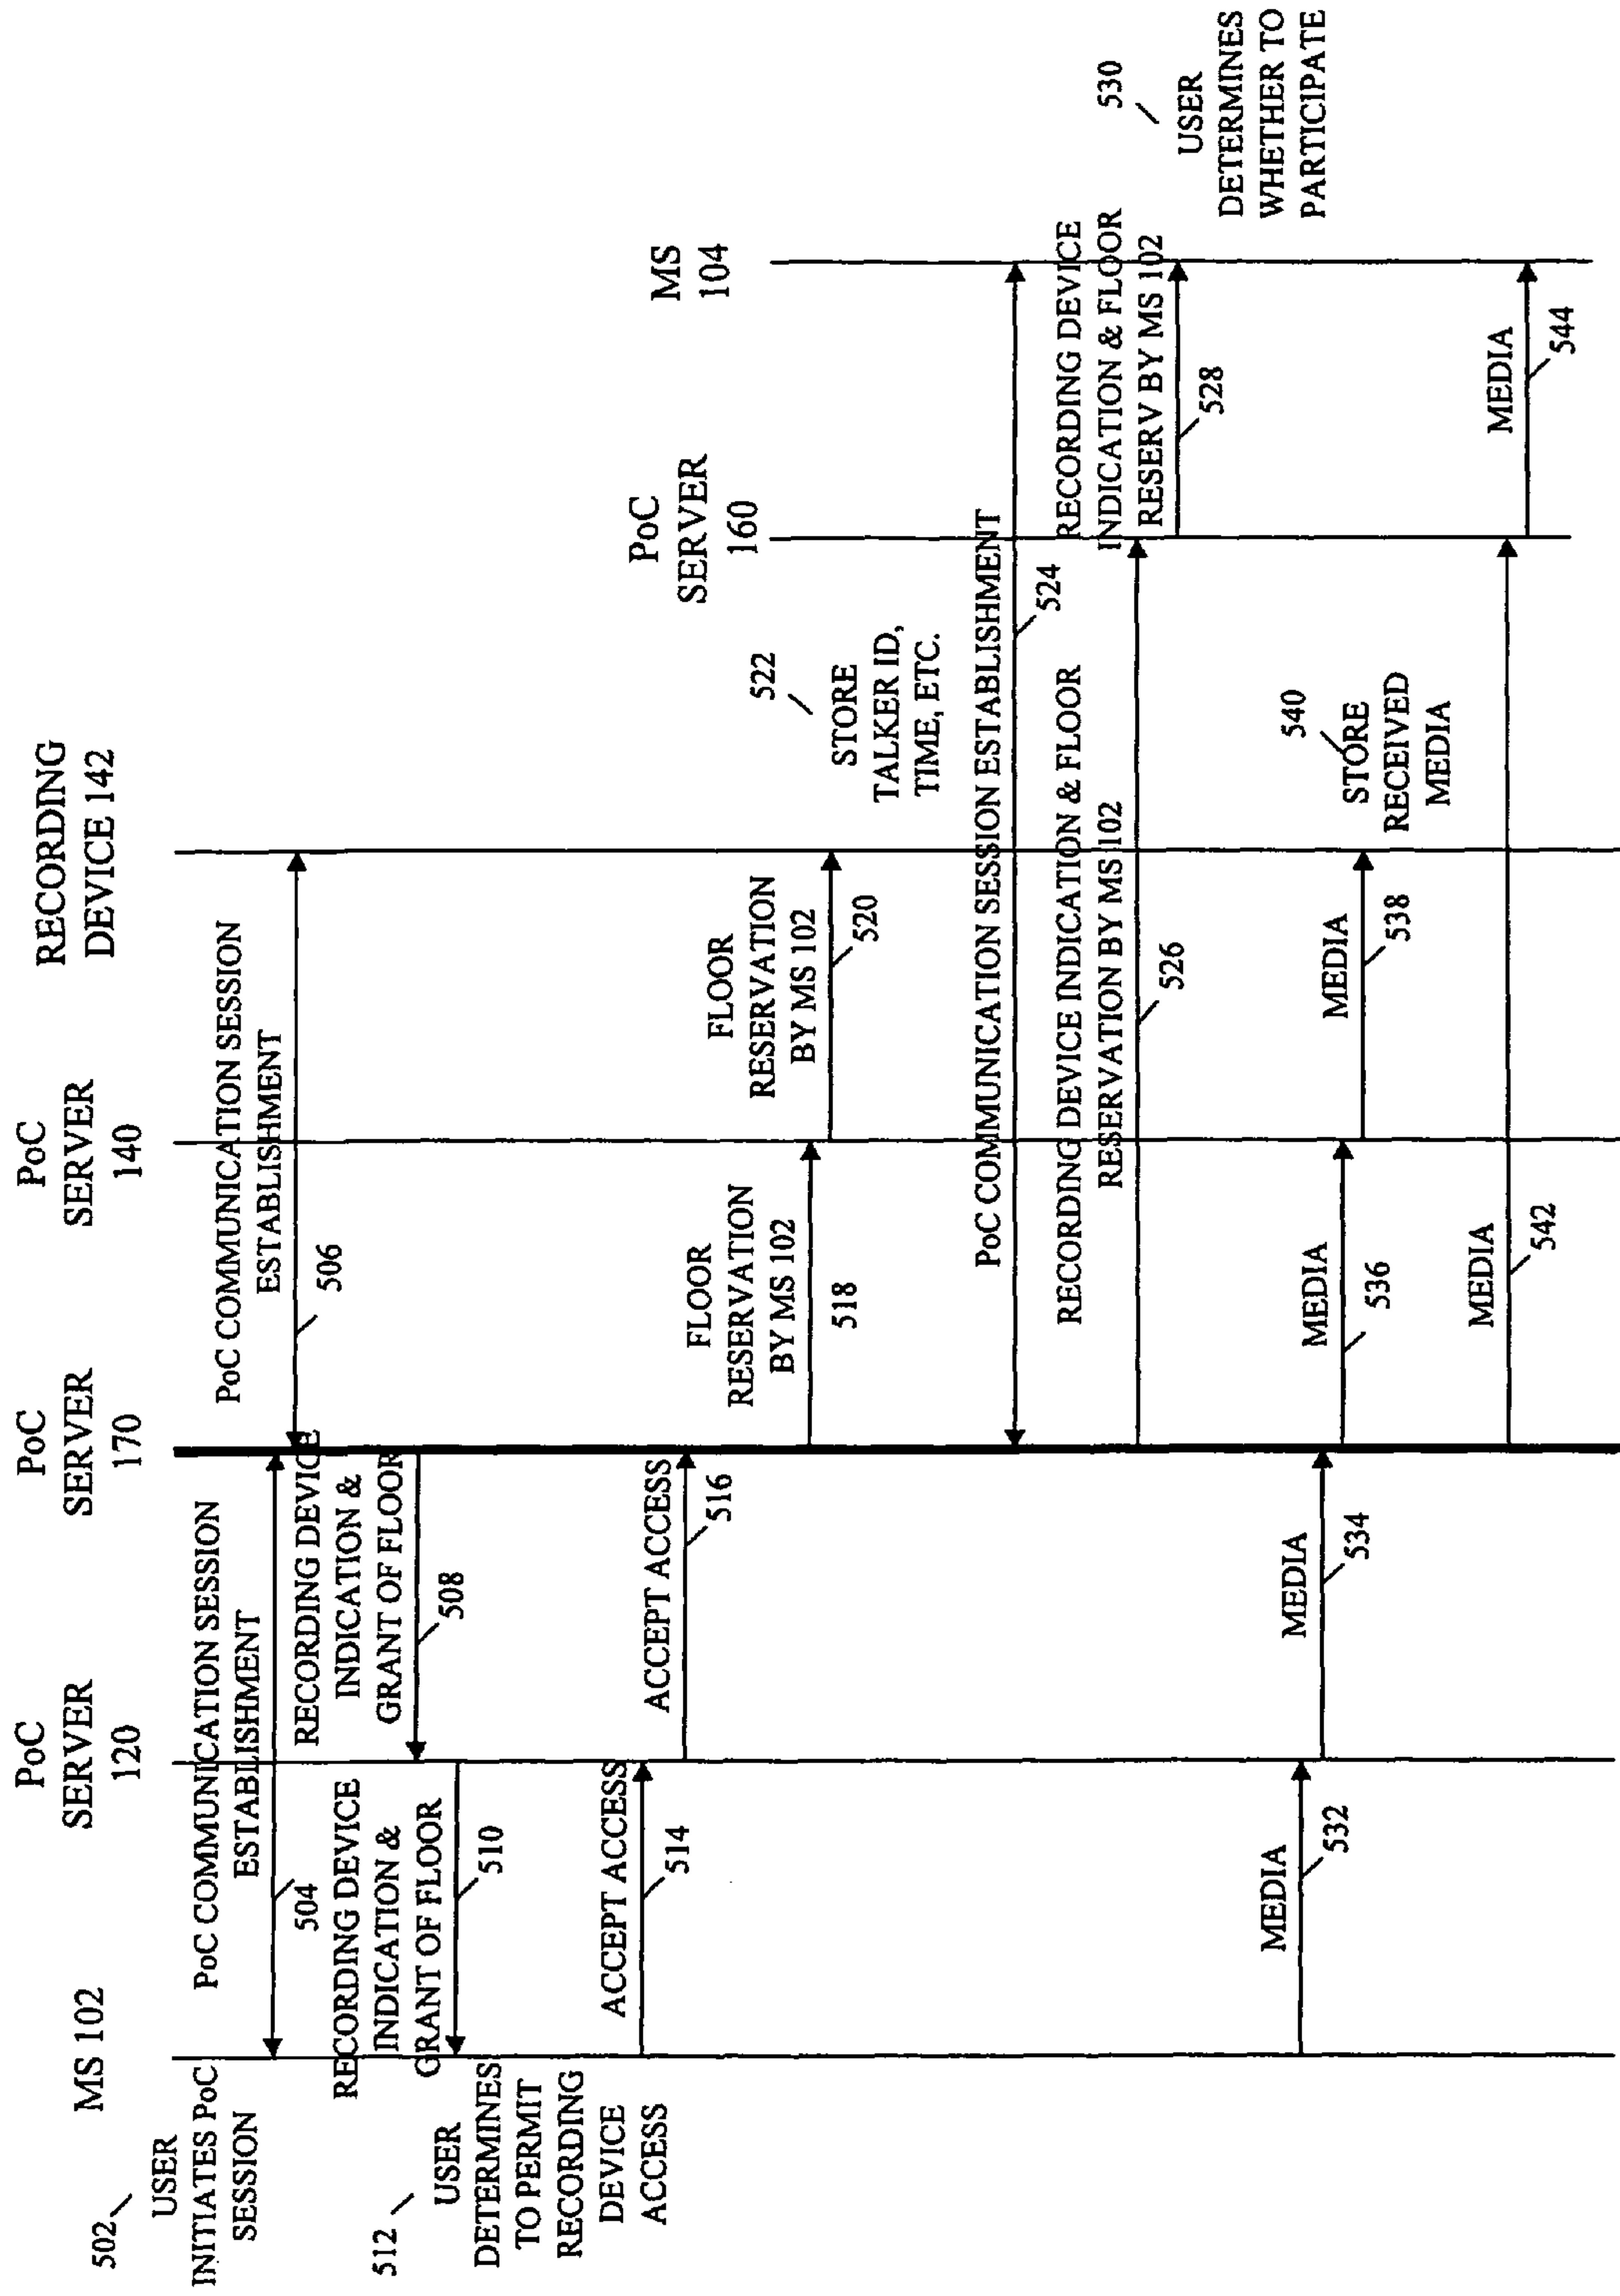 MS 102
PoC
SERVER
120
PoC
SERVER
170
PoC
SERVER
140
RECORDING
DEVICE 142
PoC
SERVER
160
MS
104
502
USER
INITIATES PoC
SESSION
PoC COMMUNICATION SESSION
ESTABLISHMENT
504
PoC COMMUNICATION SESSION
ESTABLISHMENT
506
RECORDING DEVICE
INDICATION &
GRANT OF FLOOR
508
RECORDING DEVICE
INDICATION &
GRANT OF FLOOR
510
512
USER
DETERMINES
TO PERMIT
RECORDING
DEVICE
ACCESS
ACCEPT ACCESS
514
ACCEPT ACCESS
516
FLOOR
RESERVATION
BY MS 102
518
FLOOR
RESERVATION
BY MS 102
520
522
STORE
TALKER ID,
TIME, ETC.
PoC COMMUNICATION SESSION ESTABLISHMENT
524
RECORDING DEVICE INDICATION & FLOOR
RESERVATION BY MS 102
526
RECORDING DEVICE
INDICATION & FLOOR
RESERV BY MS 102
528
530
USER
DETERMINES
WHETHER TO
PARTICIPATE
MEDIA
532
MEDIA
534
MEDIA
536
MEDIA
538
540
STORE
RECEIVED
MEDIA
MEDIA
542
MEDIA
544